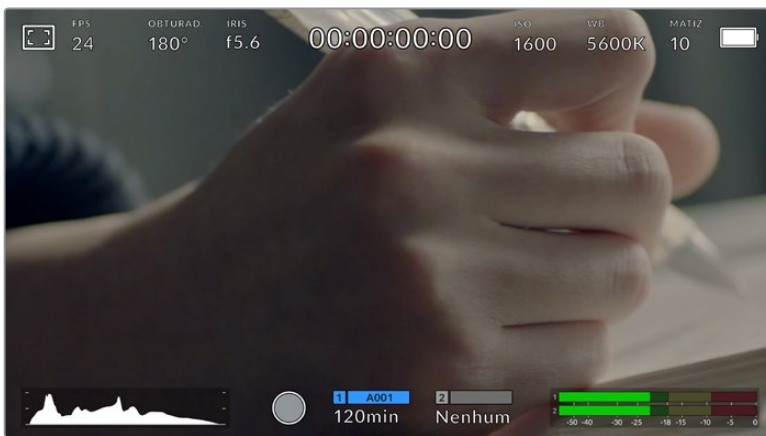 FPS OBTURAD. IRIS ISO WB MATIZ
24 180° f5.6 00:00:00:00 1600 5600K 10
1 A001 2
120min Nenhum
1
2
-50 -40 -30 -25 -18 -15 -10 -5 0